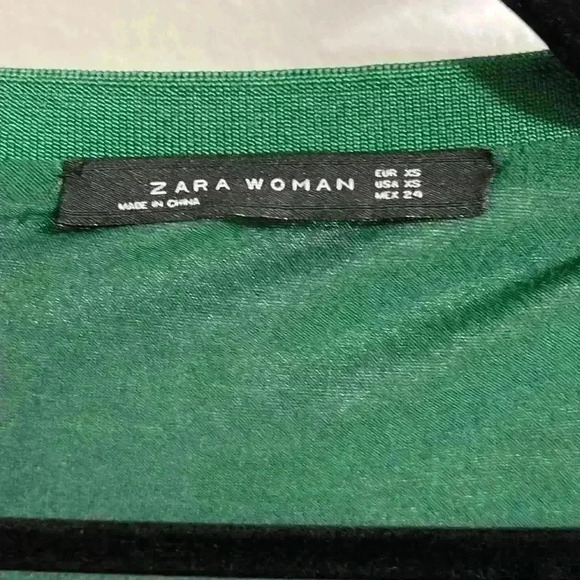 ZARA WOMAN
MADE IN CHINA
EUR XS
USA XS
MEX 24